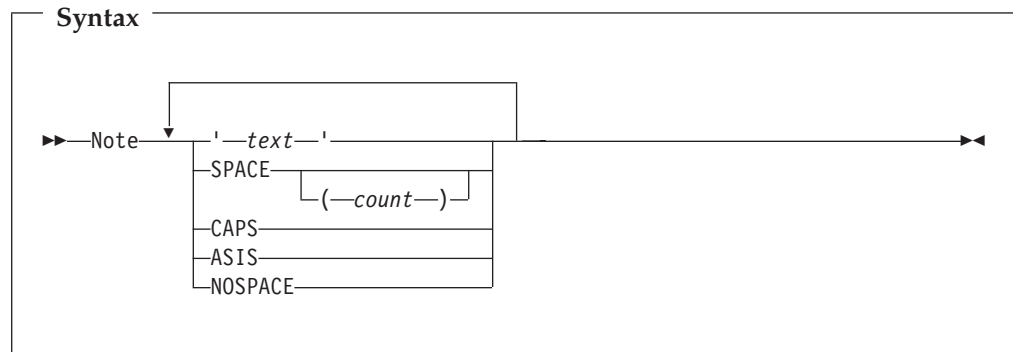 Syntax
Note ' text '
SPACE
( count )
CAPS
ASIS
NOSPACE